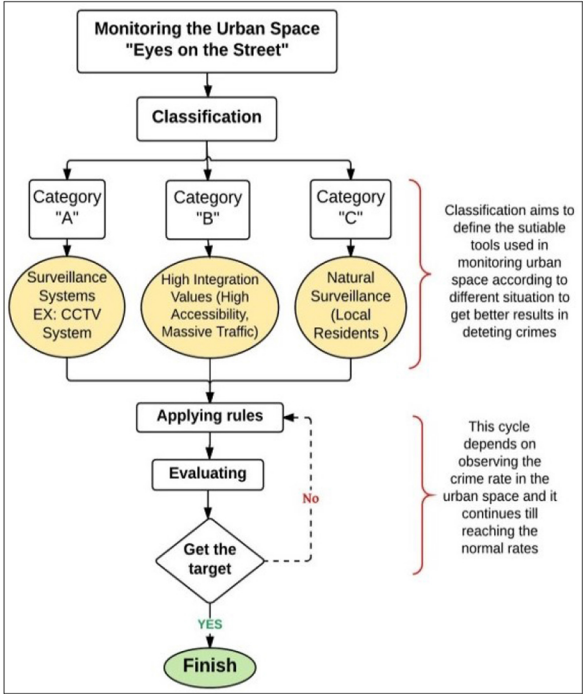 Monitoring the Urban Space
"Eyes on the Street"
Classification
Category
"A"
Category
"B"
Category
"C"
Surveillance
Systems
EX: CCTV
System
High Integration
Values (High
Accessibility,
Massive Traffic)
Natural
Surveillance
(Local
Residents )
Classification aims to
define the sutiable
tools used in
monitoring urban
space according to
different situation to
get better results in
deteting crimes
Applying rules
Evaluating
Get the
target
No
YES
Finish
This cycle
depends on
observing the
crime rate in the
urban space and it
continues till
reaching the
normal rates